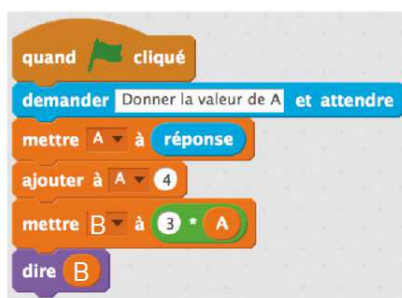 quand cliqué
demander Donner la valeur de A et attendre
mettre A à réponse
ajouter à A 4
mettre B à 3 * A
dire B